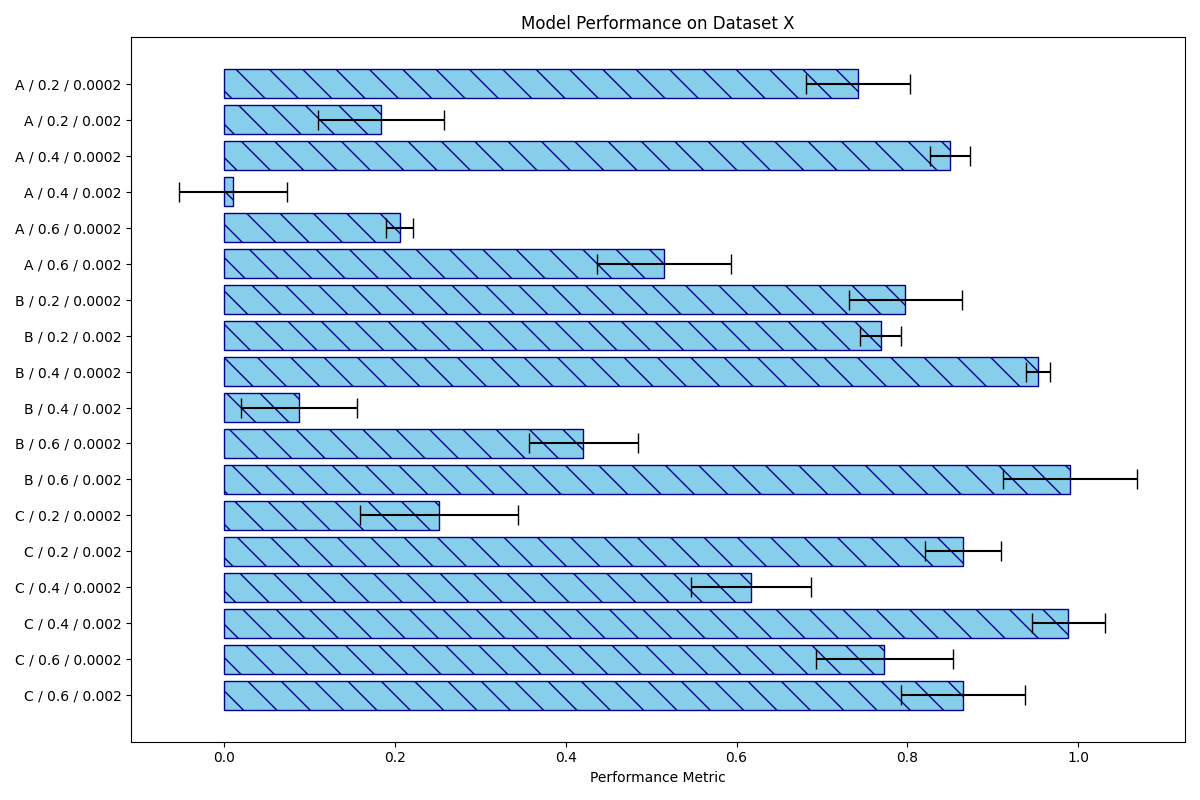 Model Performance on Dataset X
A / 0.2 / 0.0002
A / 0.2 / 0.002
A / 0.4 / 0.0002
A / 0.4 / 0.002
A / 0.6 / 0.0002
A / 0.6 / 0.002
B / 0.2 / 0.0002
B / 0.2 / 0.002
B / 0.4 / 0.0002
B / 0.4 / 0.002
B / 0.6 / 0.0002
B / 0.6 / 0.002
C / 0.2 / 0.0002
C / 0.2 / 0.002
C / 0.4 / 0.0002
C / 0.4 / 0.002
C / 0.6 / 0.0002
C / 0.6 / 0.002
0.0 0.2 0.4 0.6 0.8 1.0
Performance Metric